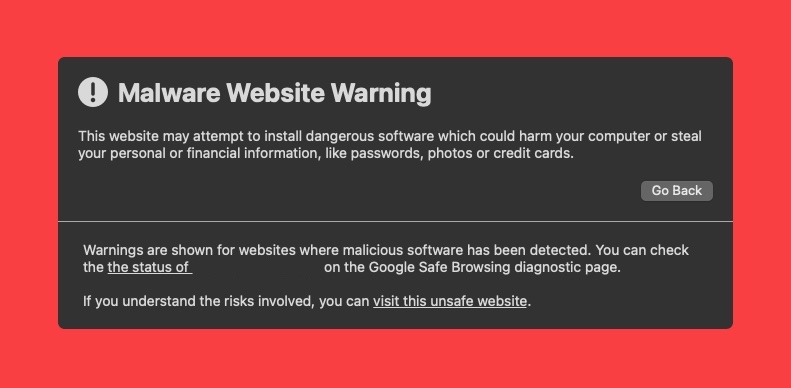 Malware Website Warning
This website may attempt to install dangerous software which could harm your computer or steal
your personal or financial information, like passwords, photos or credit cards.
Go Back
Warnings are shown for websites where malicious software has been detected. You can check
the the status of on the Google Safe Browsing diagnostic page.
If you understand the risks involved, you can visit this unsafe website.